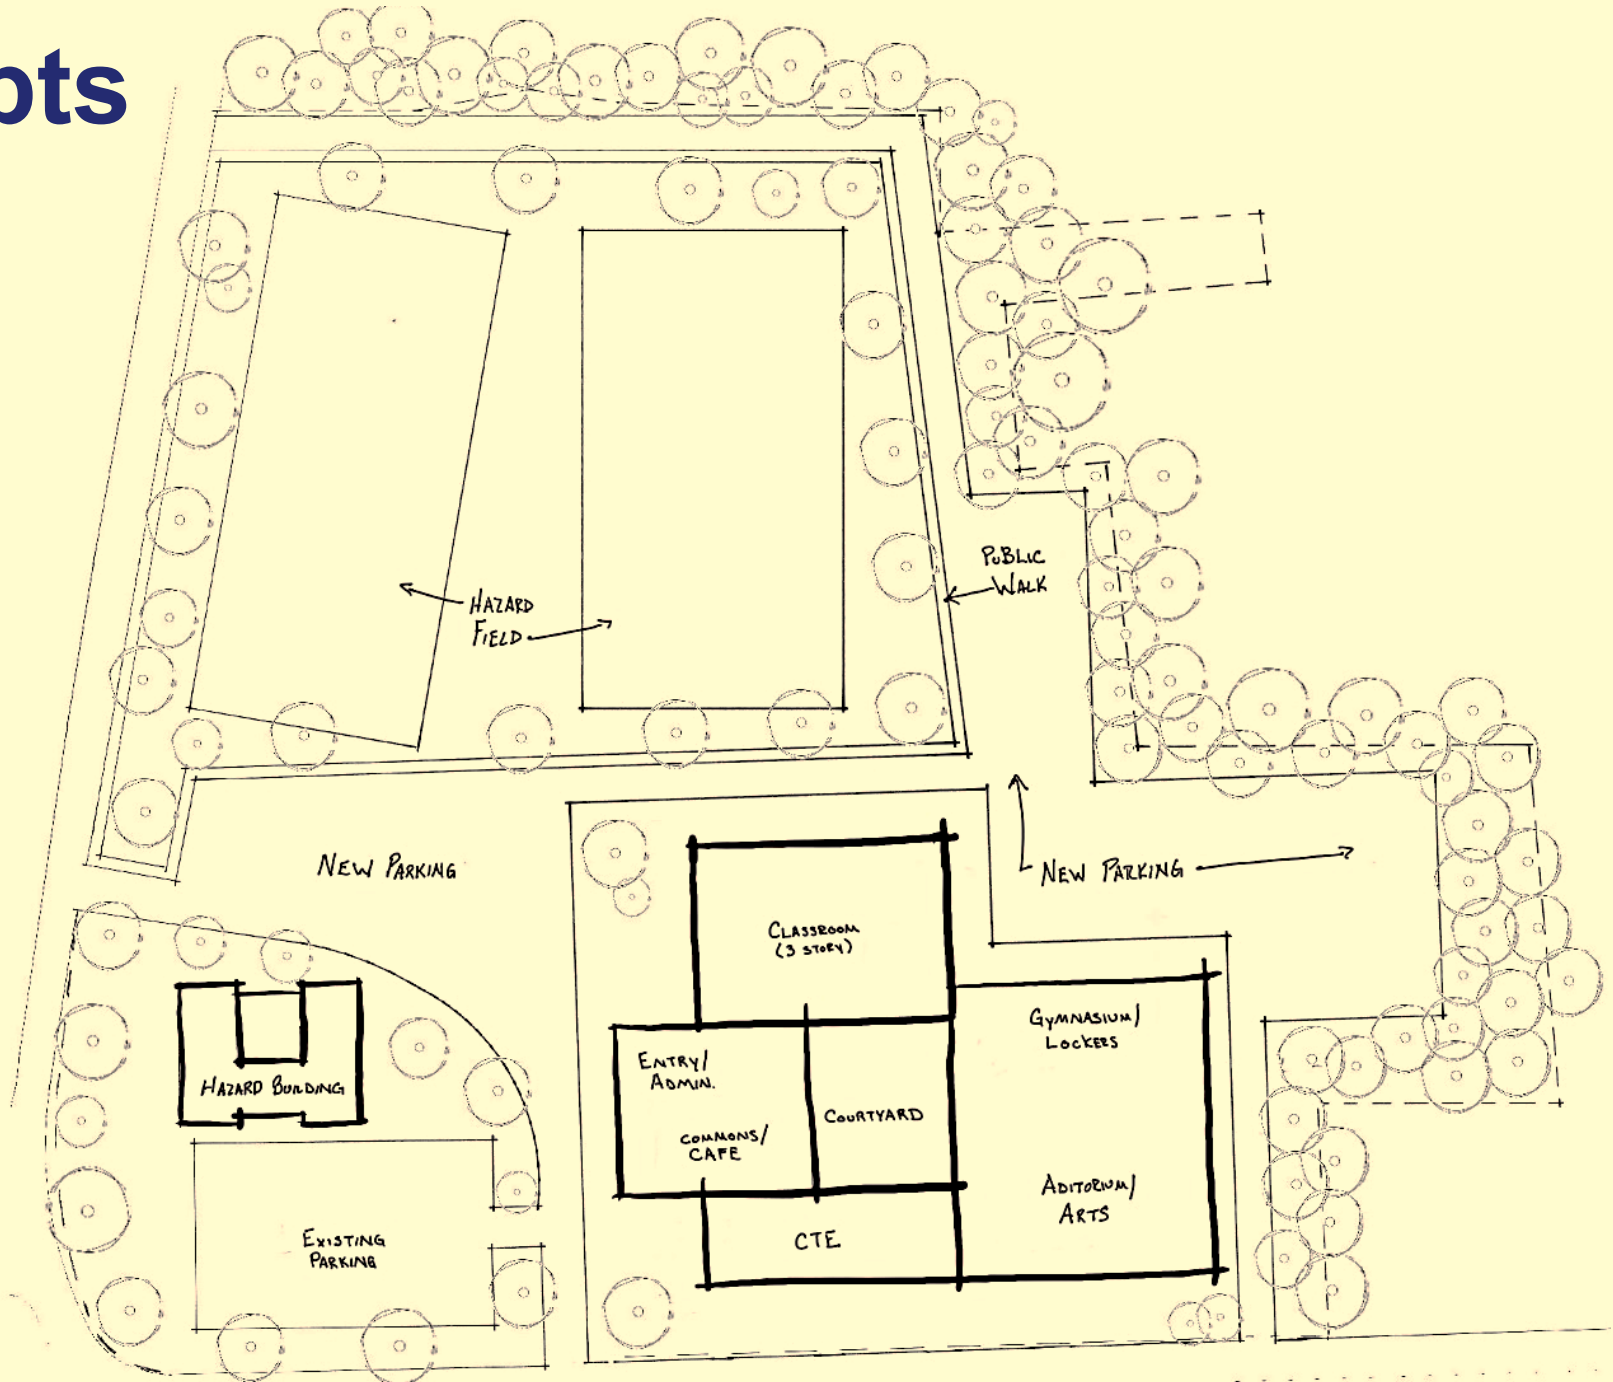 pts
PUBLIC
WALK
HAZARD
FIELD
NEW PARKING
NEW PARKING
CLASSROOM
(3 STORY)
GYMNASIUM/
LOCKERS
ENTRY/
ADMIN.
HAZARD BUILDING
COURTYARD
COMMONS/
CAFE
ADITORIUM/
ARTS
EXISTING
PARKING
CTE